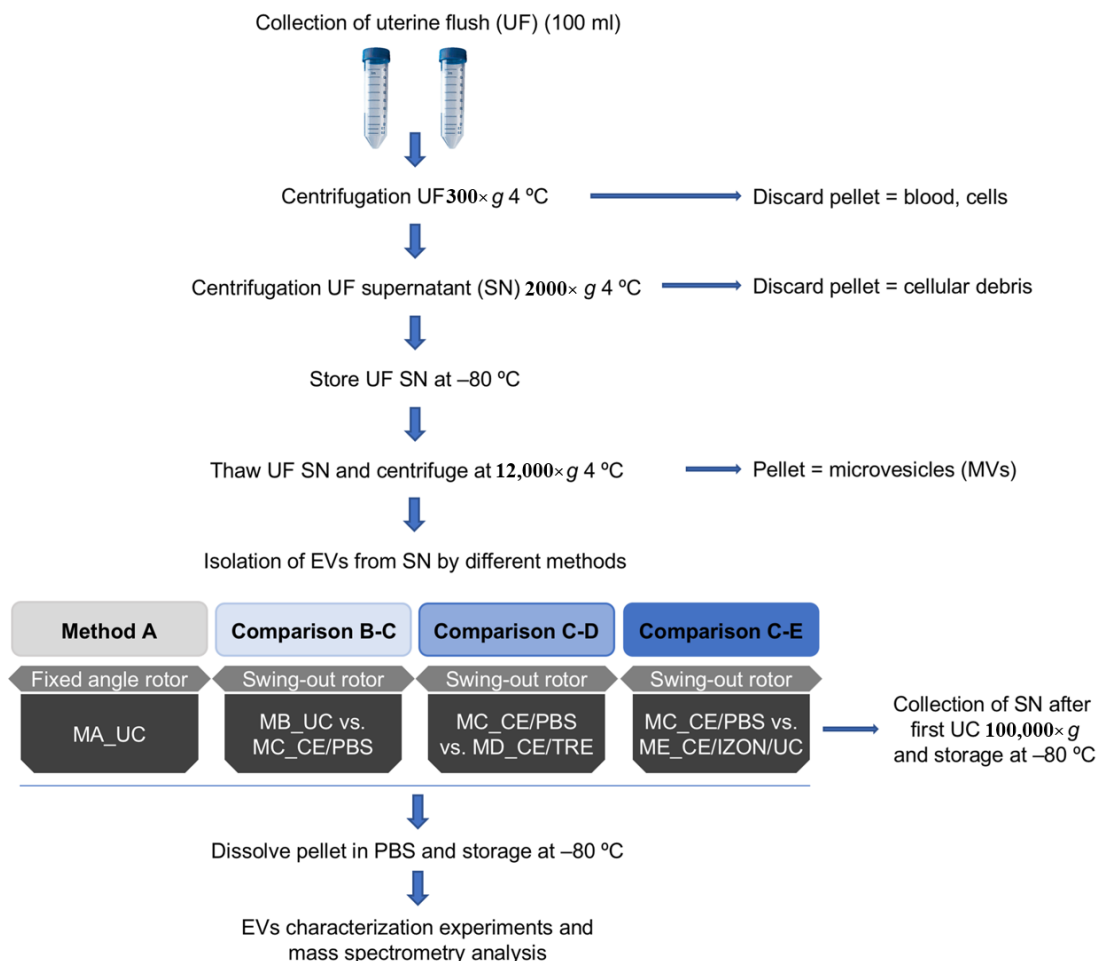 Collection of uterine flush (UF) (100 ml)
Centrifugation UF 300× g 4 ºC
Discard pellet = blood, cells
Centrifugation UF supernatant (SN) 2000× g 4 ºC
Discard pellet = cellular debris
Store UF SN at –80 ºC
Thaw UF SN and centrifuge at 12,000× g 4 ºC
Pellet = microvesicles (MVs)
Isolation of EVs from SN by different methods
Method A
Comparison B-C
Comparison C-D
Comparison C-E
Fixed angle rotor
Swing-out rotor
Swing-out rotor
Swing-out rotor
MA_UC
MB_UC vs.
MC_CE/PBS
MC_CE/PBS
vs. MD_CE/TRE
MC_CE/PBS vs.
ME_CE/IZON/UC
Collection of SN after
first UC 100,000× g
and storage at –80 ºC
Dissolve pellet in PBS and storage at –80 ºC
EVs characterization experiments and
mass spectrometry analysis